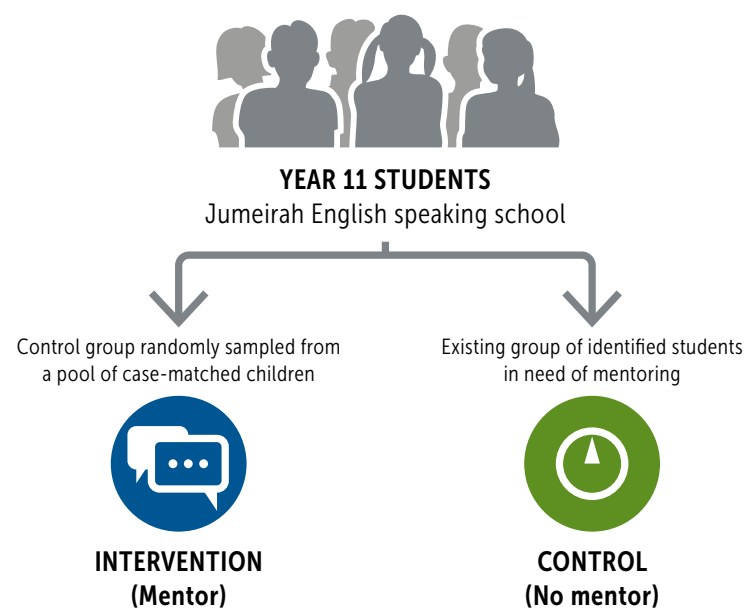 YEAR 11 STUDENTS
Jumeirah English speaking school
Control group randomly sampled from
a pool of case-matched children
Existing group of identified students
in need of mentoring
INTERVENTION
(Mentor)
CONTROL
(No mentor)